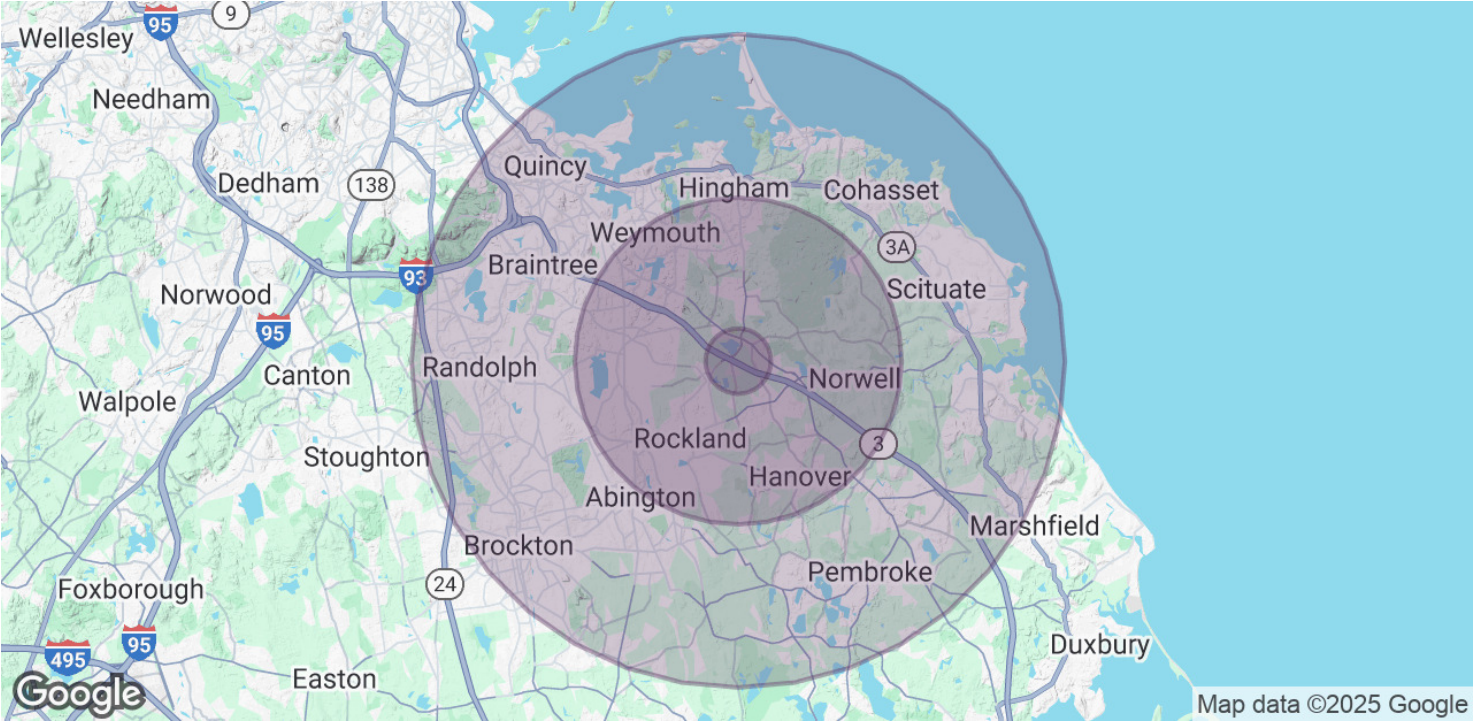 9
95
Wellesley
Needham
Quincy
Dedham
138
Hingham
Cohasset
Weymouth
3A
Braintree
93
Norwood
Scituate
95
Randolph
Canton
Norwell
Walpole
Rockland
3
Stoughton
Hanover
Abington
Marshfield
Brockton
Pembroke
24
Foxborough
95
495
Duxbury
Easton
Google
Map data ©2025 Google